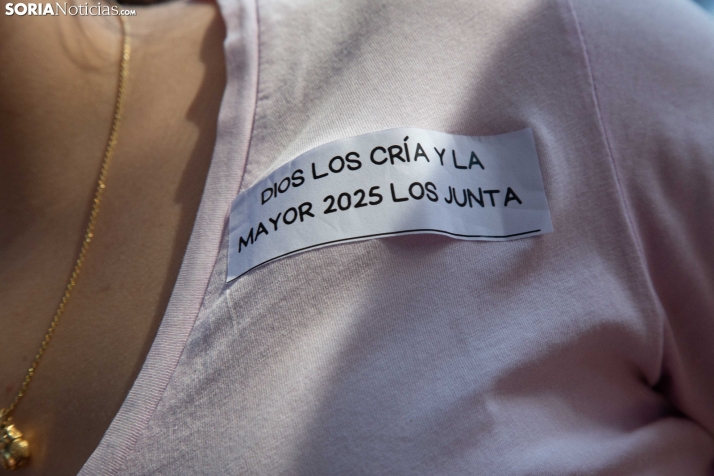 SORIANoticias.com
DIOS LOS CRÍA Y LA
MAYOR 2025 LOS JUNTA